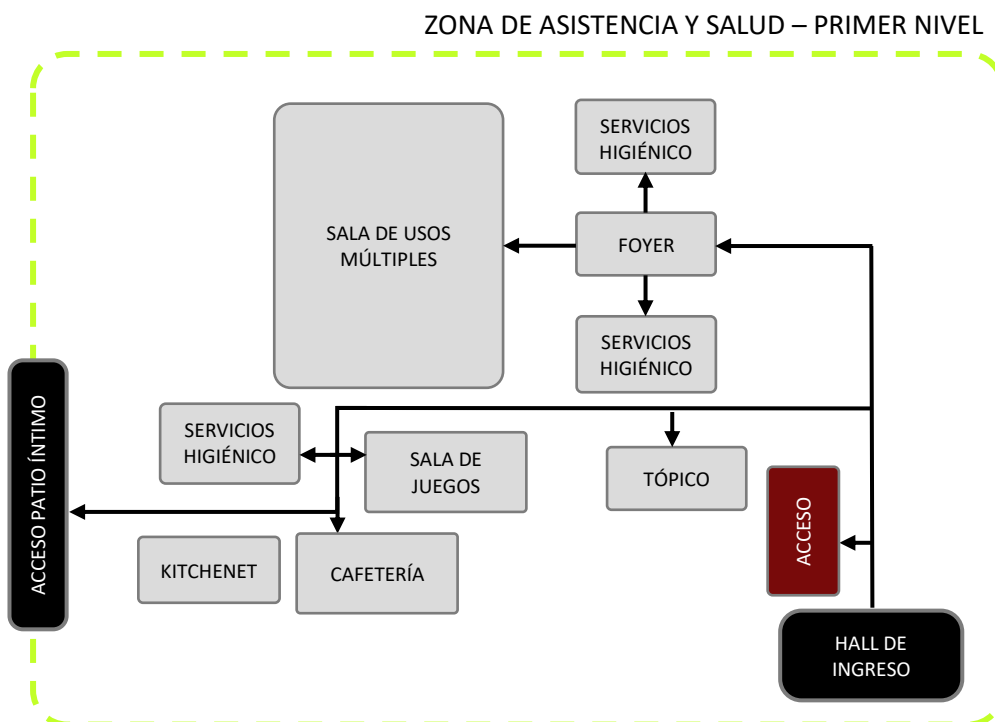 ZONA DE ASISTENCIA Y SALUD – PRIMER NIVEL
SERVICIOS
HIGIÉNICO
SALA DE USOS
MÚLTIPLES
FOYER
SERVICIOS
HIGIÉNICO
ACCESO PATIO ÍNTIMO
SERVICIOS
HIGIÉNICO
SALA DE
JUEGOS
TÓPICO
ACCESO
KITCHENET
CAFETERÍA
HALL DE
INGRESO